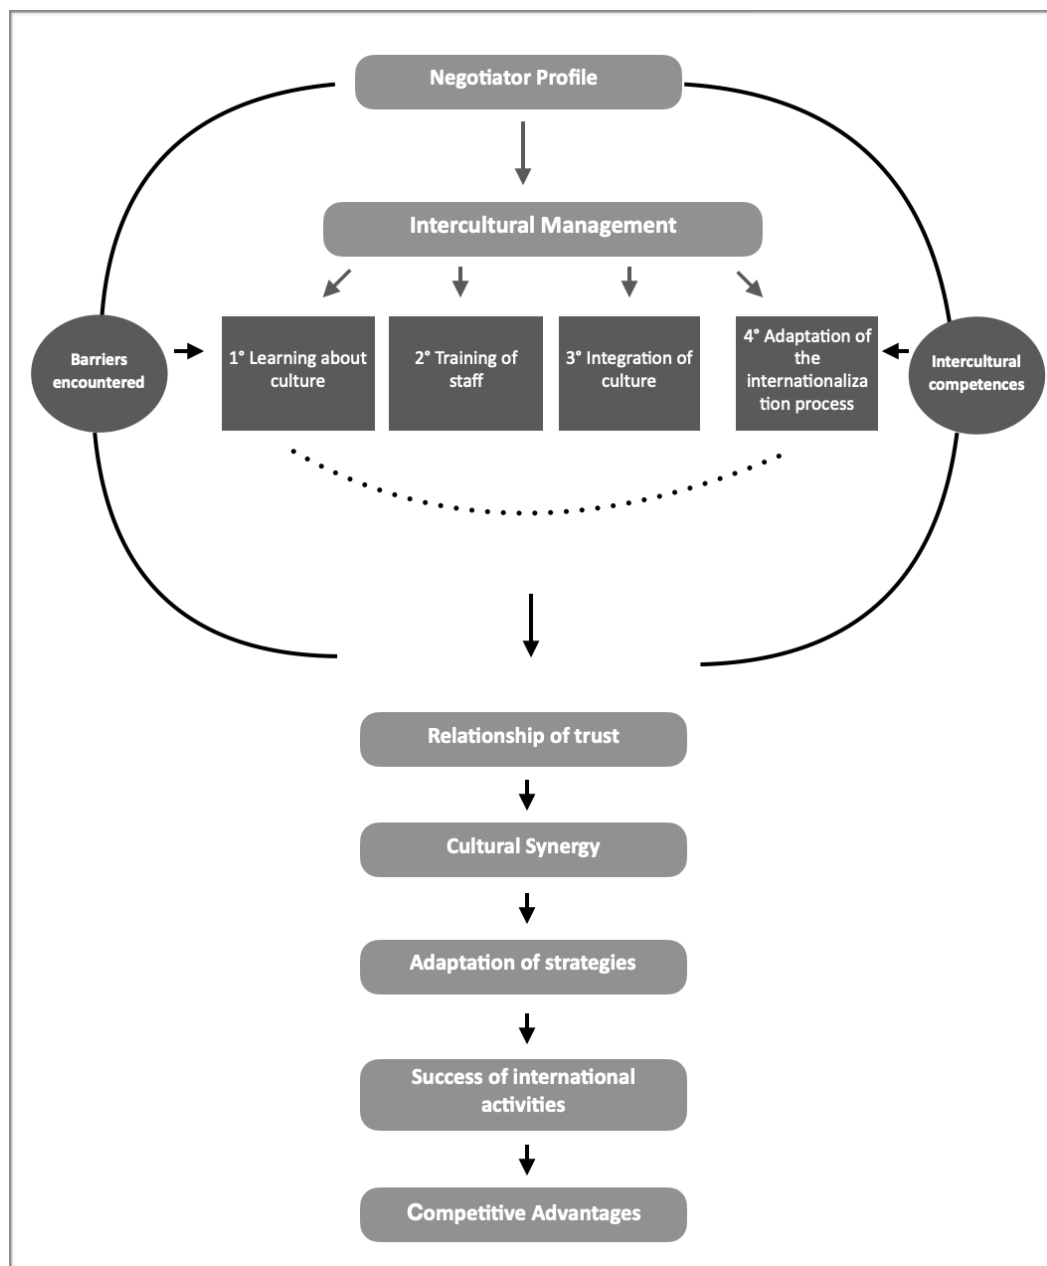 Negotiator Profile
Intercultural Management
Barriers
encountered
1° Learning about
culture
2° Training of
staff
3° Integration of
culture
4° Adaptation of
the
internationaliza
tion process
Intercultural
competences
Relationship of trust
Cultural Synergy
Adaptation of strategies
Success of international
activities
Competitive Advantages